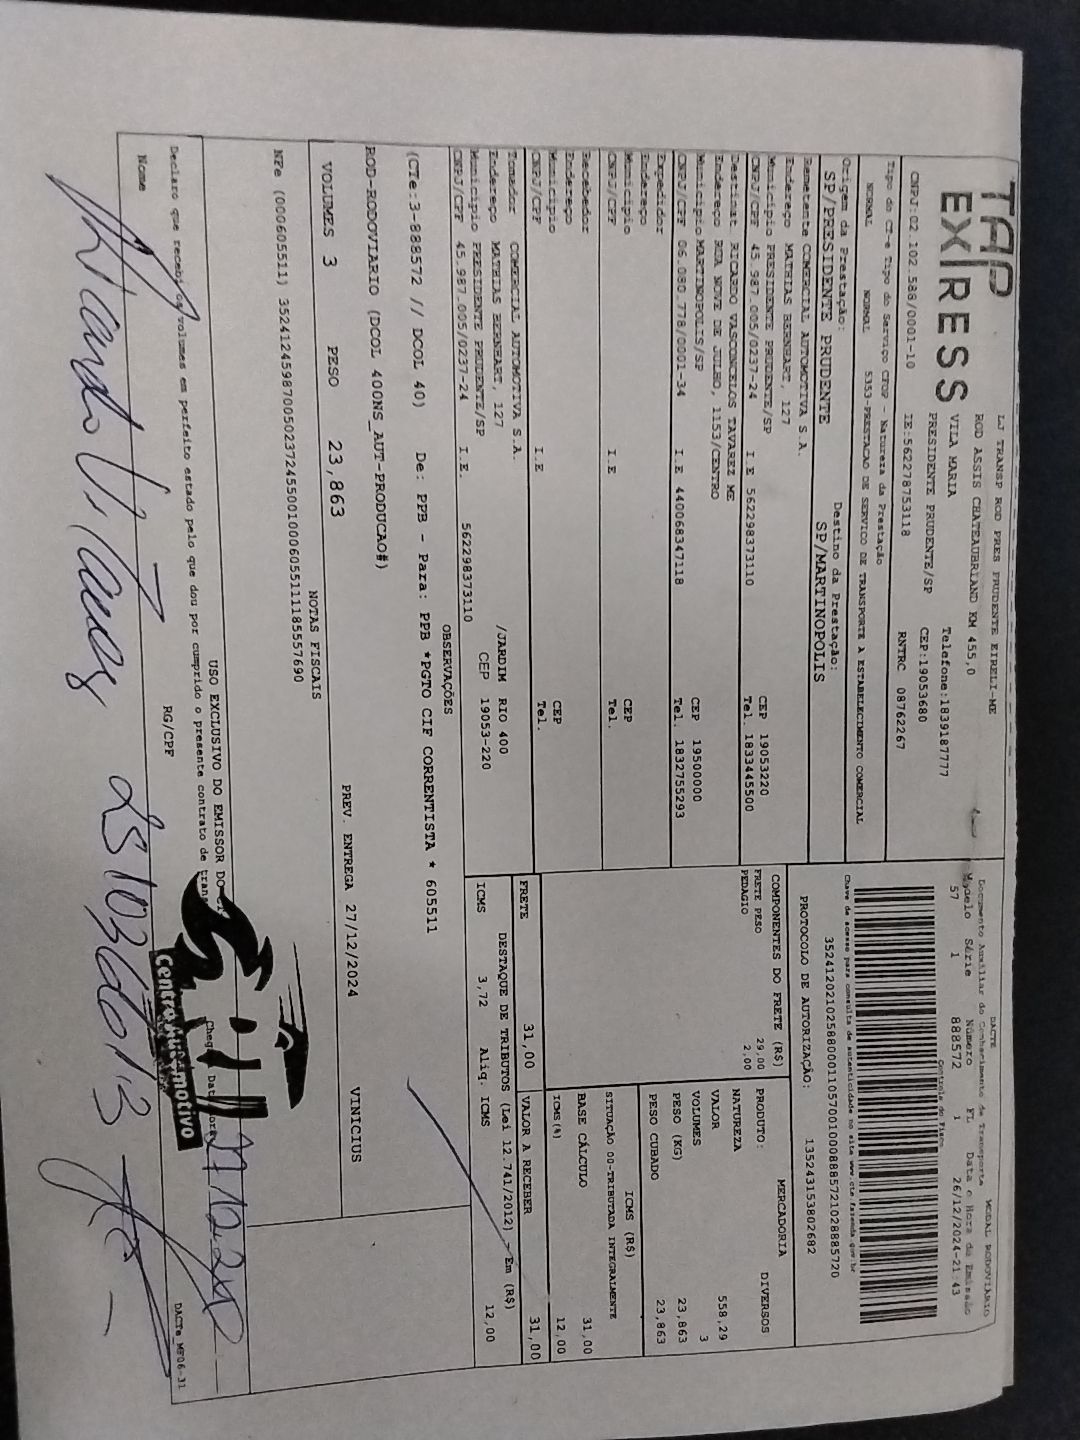 TAP
EXPRESS
LJ TRANSP ROD PRES PRUDENTE EIRELI-ME
ROD ASSIS CHATEAUBRIAND KM 455,0
VILA MARIA Telefone:1839187777
PRESIDENTE PRUDENTE/SP CEP:19053680
CNPJ:02.102.588/0001-10 IE:562278753118 RNTRC 08762267
DACTE MODAL RODOVIÁRIO
Documento Auxiliar do Conhecimento de Transporte
Modelo Série Número FL Data e Hora da Emissão
57 1 888572 1 26/12/2024-21:43
Controle do Fisco
Chave de acesso para consulta de autenticidade no site www.cte.fazenda.gov.br
35241202102588000110570010008885721028885720
PROTOCOLO DE AUTORIZAÇÃO: 135243153802682
Tipo do CT-e Tipo do Serviço CFOP - Natureza da Prestação
NORMAL NORMAL 5353-PRESTACAO DE SERVICO DE TRANSPORTE A ESTABELECIMENTO COMERCIAL
Origem da Prestação: Destino da Prestação:
SP/PRESIDENTE PRUDENTE SP/MARTINOPOLIS
Remetente COMERCIAL AUTOMOTIVA S.A.
Endereço MATHIAS BERNHART, 127
Município PRESIDENTE PRUDENTE/SP CEP 19053220
CNPJ/CPF 45.987.005/0237-24 I.E 562298373110 Tel. 1833445500
Destinat. RICARDO VASCONCELOS TAVAREZ ME
Endereço RUA NOVE DE JULHO, 1153/CENTRO
Município MARTINOPOLIS/SP CEP 19500000
CNPJ/CPF 06.080.778/0001-34 I.E 440068347118 Tel. 1832755293
Expedidor
Endereço
Município CEP
CNPJ/CPF I.E Tel.
Recebedor
Endereço
Município CEP
CNPJ/CPF I.E Tel.
Tomador COMERCIAL AUTOMOTIVA S.A.
Endereço MATHIAS BERNHART, 127 /JARDIM RIO 400
Município PRESIDENTE PRUDENTE/SP CEP 19053-220
CNPJ/CPF 45.987.005/0237-24 I.E. 562298373110
COMPONENTES DO FRETE (R$)
FRETE PESO 29,00
PEDAGIO 2,00
MERCADORIA
PRODUTO: DIVERSOS
NATUREZA
VALOR 558,29
VOLUMES 3
PESO (KG) 23,863
PESO CUBADO 23,863
ICMS (R$)
SITUAÇÃO 00-TRIBUTADA INTEGRALMENTE
BASE CÁLCULO 31,00
ICMS(%) 12,00
FRETE 31,00 VALOR A RECEBER 31,00
DESTAQUE DE TRIBUTOS (Lei 12.741/2012) - Em (R$)
ICMS 3,72 Aliq. ICMS 12,00
OBSERVAÇÕES
(CTe:3-888572 // DCOL 40) De: PPB - Para: PPB *PGTO CIF CORRENTISTA * 605511
ROD-RODOVIARIO (DCOL 400NS_AUT-PRODUCAO#)
VOLUMES 3 PESO 23,863 PREV. ENTREGA 27/12/2024 VINICIUS
NOTAS FISCAIS
NFe (000605511) 35241245987005023724550010006055111185557690
USO EXCLUSIVO DO EMISSOR DO
Declaro que recebi os volumes em perfeito estado pelo que dou por cumprido o presente contrato de
Nome RG/CPF
Centro Automotivo
DACTe_MF06-31